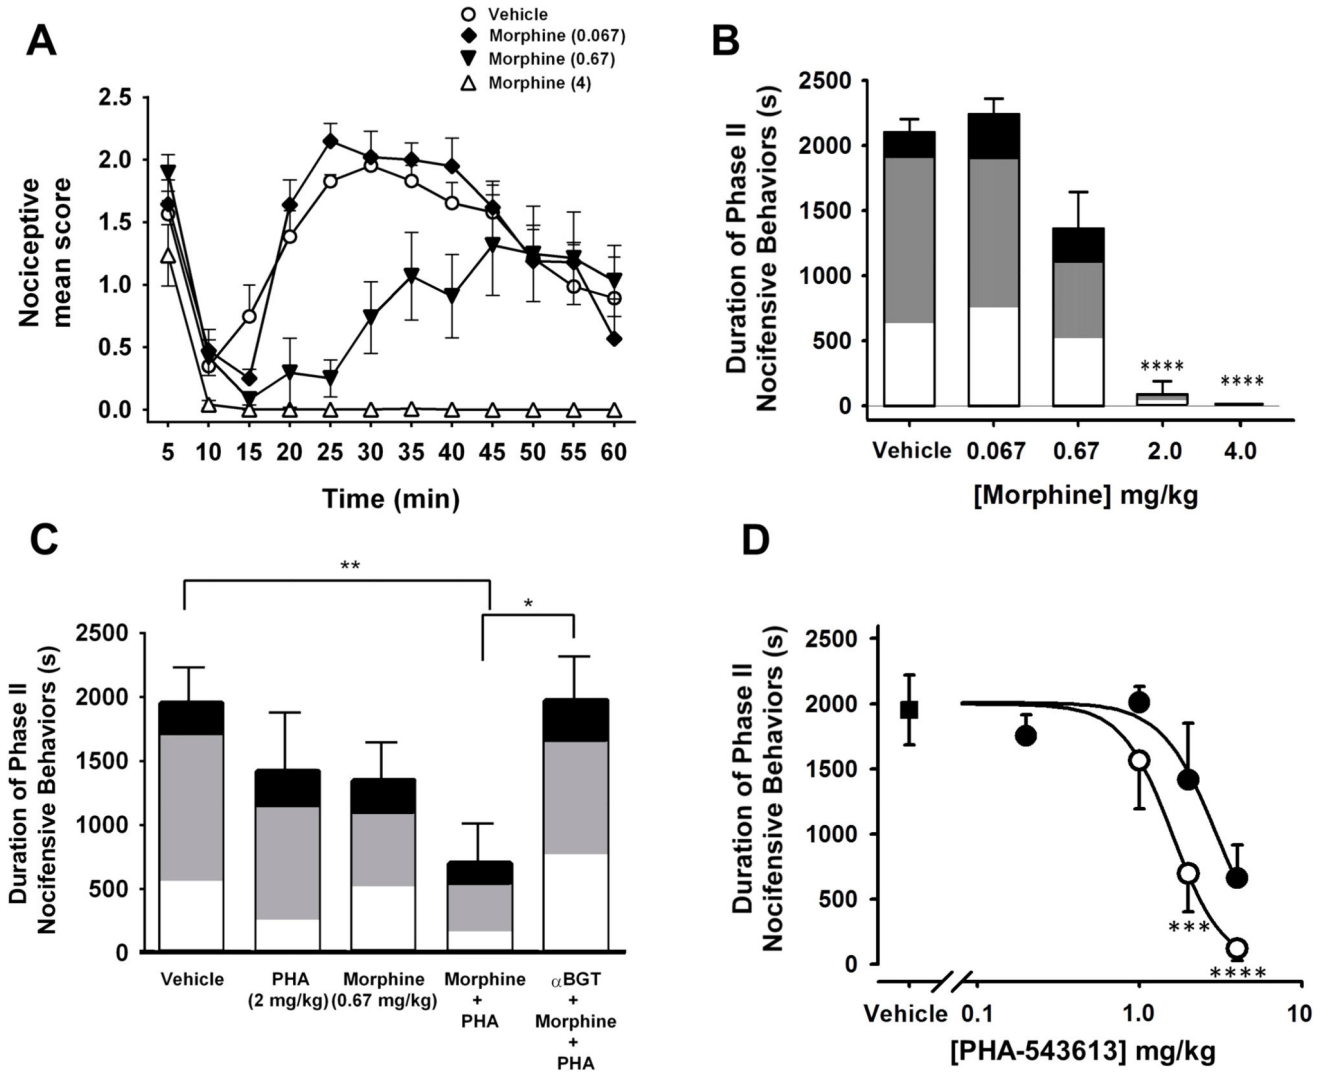 A
Vehicle
Morphine (0.067)
Morphine (0.67)
Morphine (4)
Nociceptive
mean score
2.5
2.0
1.5
1.0
0.5
0.0
5 10 15 20 25 30 35 40 45 50 55 60
Time (min)
B
Duration of Phase II
Nocifensive Behaviors (s)
2500
2000
1500
1000
500
0
****
****
Vehicle 0.067 0.67 2.0 4.0
[Morphine] mg/kg
C
**
*
Duration of Phase II
Nocifensive Behaviors (s)
2500
2000
1500
1000
500
0
Vehicle
PHA
(2 mg/kg)
Morphine
(0.67 mg/kg)
Morphine
+
PHA
αBGT
+
Morphine
+
PHA
D
Duration of Phase II
Nocifensive Behaviors (s)
2500
2000
1500
1000
500
0
***
****
Vehicle 0.1 1.0 10
[PHA-543613] mg/kg